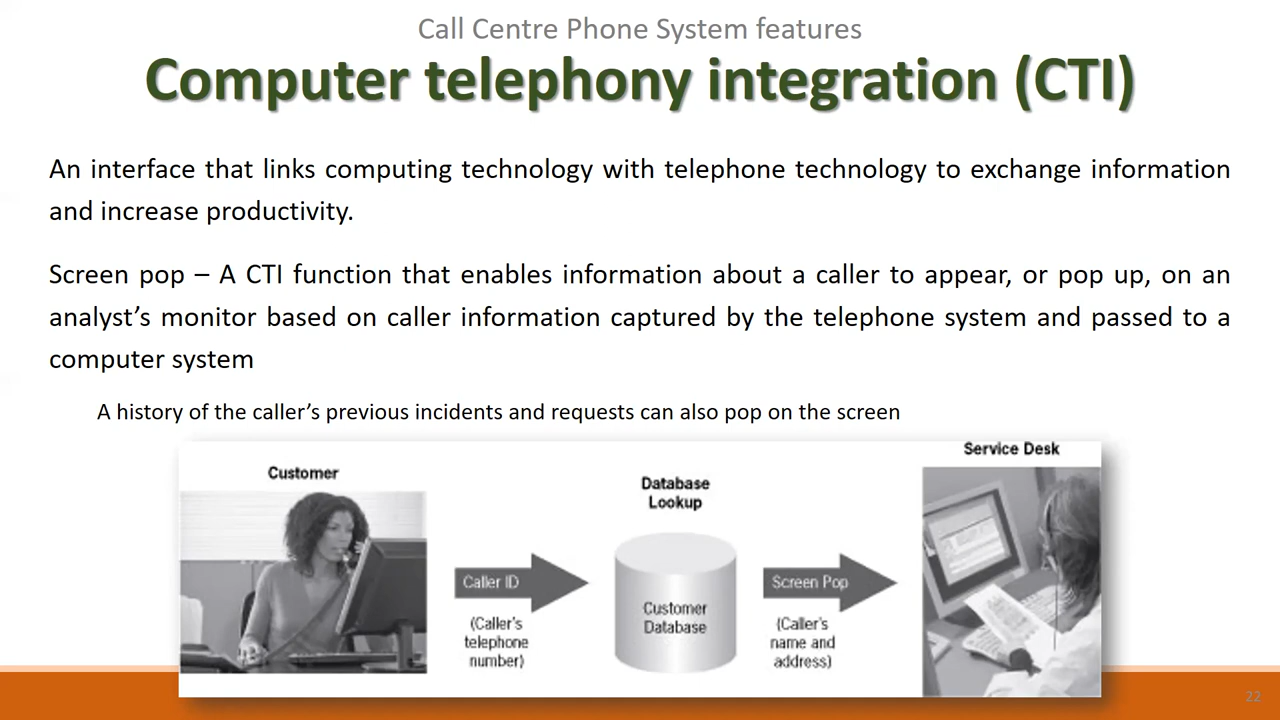 Call Centre Phone System features
Computer telephony integration (CTI)
An interface that links computing technology with telephone technology to exchange information
and increase productivity.
Screen pop – A CTI function that enables information about a caller to appear, or pop up, on an
analyst’s monitor based on caller information captured by the telephone system and passed to a
computer system
A history of the caller’s previous incidents and requests can also pop on the screen
Customer
Caller ID
(Caller's
telephone
number)
Database
Lookup
Customer
Database
Screen Pop
(Caller's
name and
address)
Service Desk
22